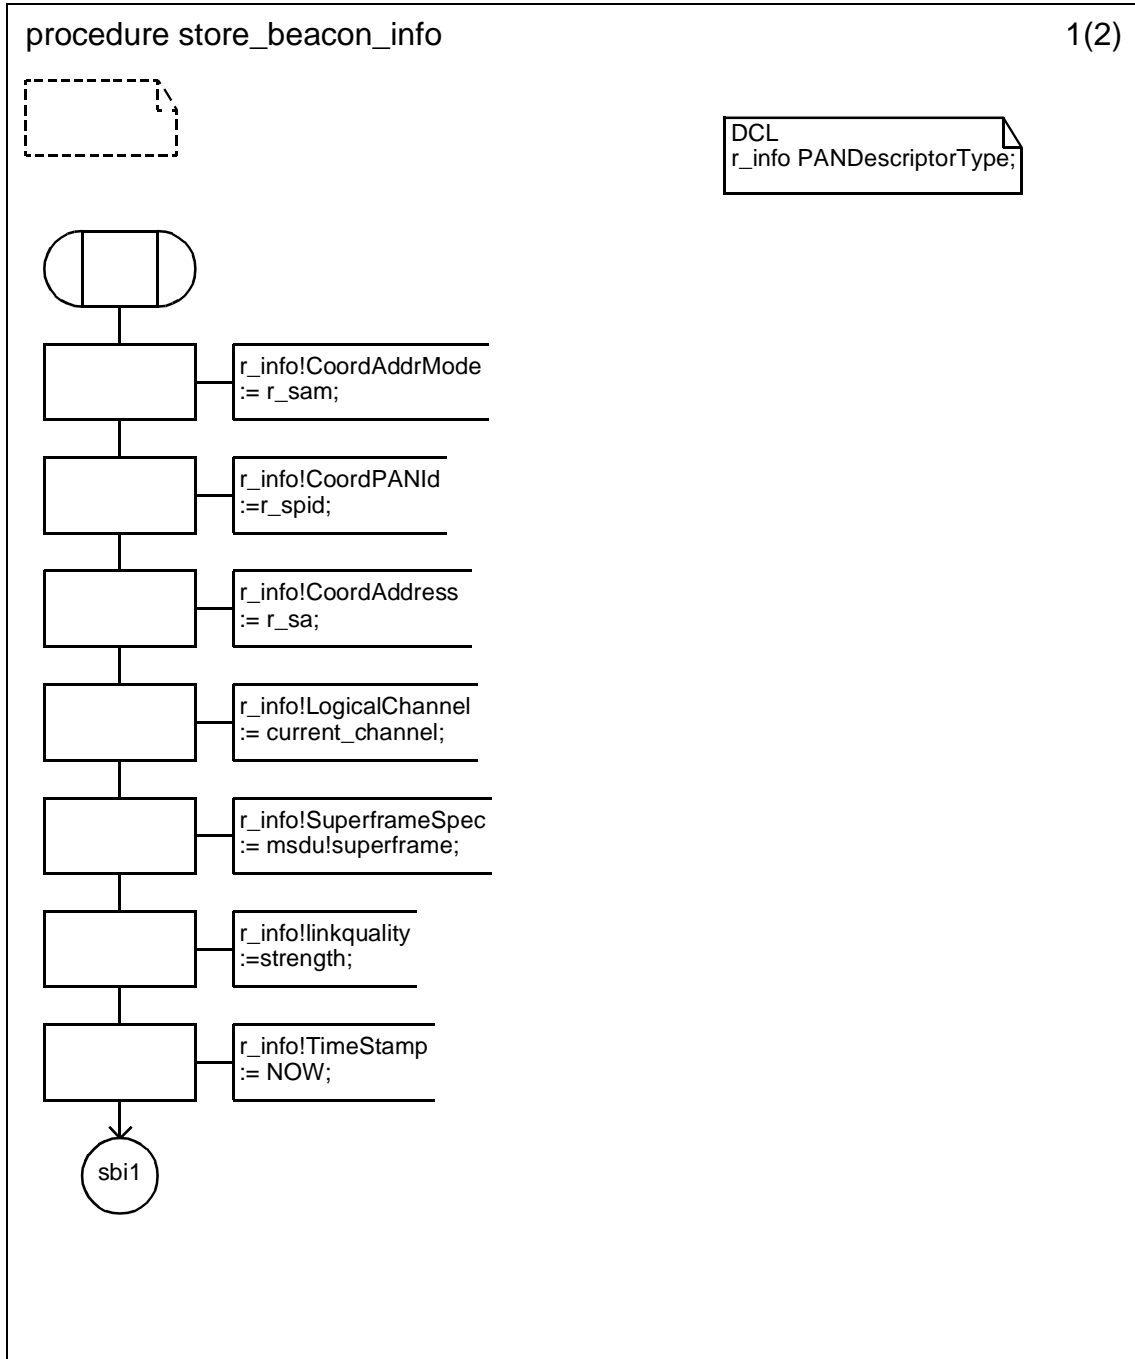 procedure store_beacon_info 1(2)
DCL
r_info PANDescriptorType;
r_info!CoordAddrMode
:= r_sam;
r_info!CoordPANId
:=r_spid;
r_info!CoordAddress
:= r_sa;
r_info!LogicalChannel
:= current_channel;
r_info!SuperframeSpec
:= msdu!superframe;
r_info!linkquality
:=strength;
r_info!TimeStamp
:= NOW;
sbi1